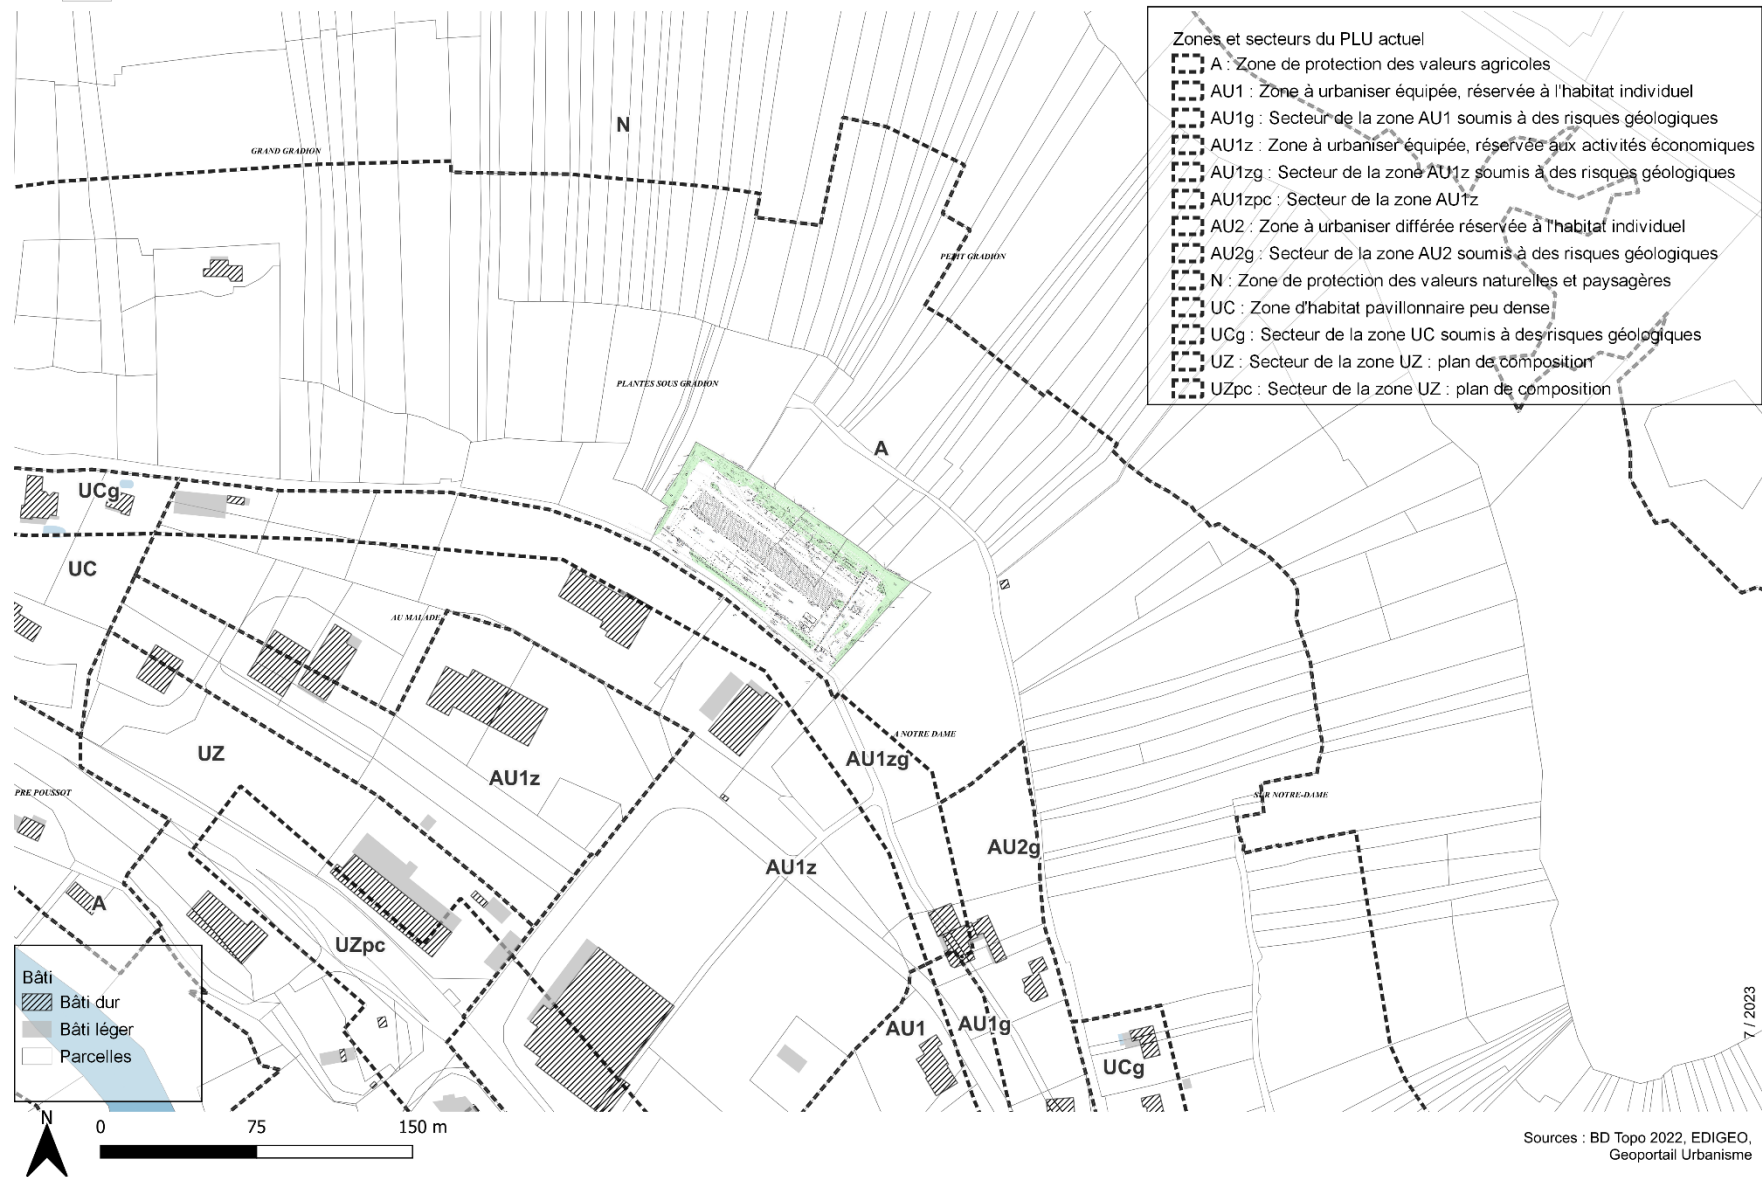 Zones et secteurs du PLU actuel
A : Zone de protection des valeurs agricoles
AU1 : Zone à urbaniser équipée, réservée à l'habitat individuel
AU1g : Secteur de la zone AU1 soumis à des risques géologiques
AU1z : Zone à urbaniser équipée, réservée aux activités économiques
AU1zg : Secteur de la zone AU1z soumis à des risques géologiques
AU1zpc : Secteur de la zone AU1z
AU2 : Zone à urbaniser différée réservée à l'habitat individuel
AU2g : Secteur de la zone AU2 soumis à des risques géologiques
N : Zone de protection des valeurs naturelles et paysagères
UC : Zone d'habitat pavillonnaire peu dense
UCg : Secteur de la zone UC soumis à des risques géologiques
UZ : Secteur de la zone UZ : plan de composition
UZpc : Secteur de la zone UZ : plan de composition
N
GRAND GRADION
PETIT GRADION
PLANTES SOUS GRADION
A
UCg
UC
AU MALADE
UZ
AU1z
A NOTRE DAME
AU1zg
PRE POUSSOT
SUR NOTRE-DAME
AU2g
AU1z
A
UZpc
AU1
AU1g
UCg
Bâti
Bâti dur
Bâti léger
Parcelles
7 / 2023
N
0 75 150 m
Sources : BD Topo 2022, EDIGEO,
Geoportail Urbanisme